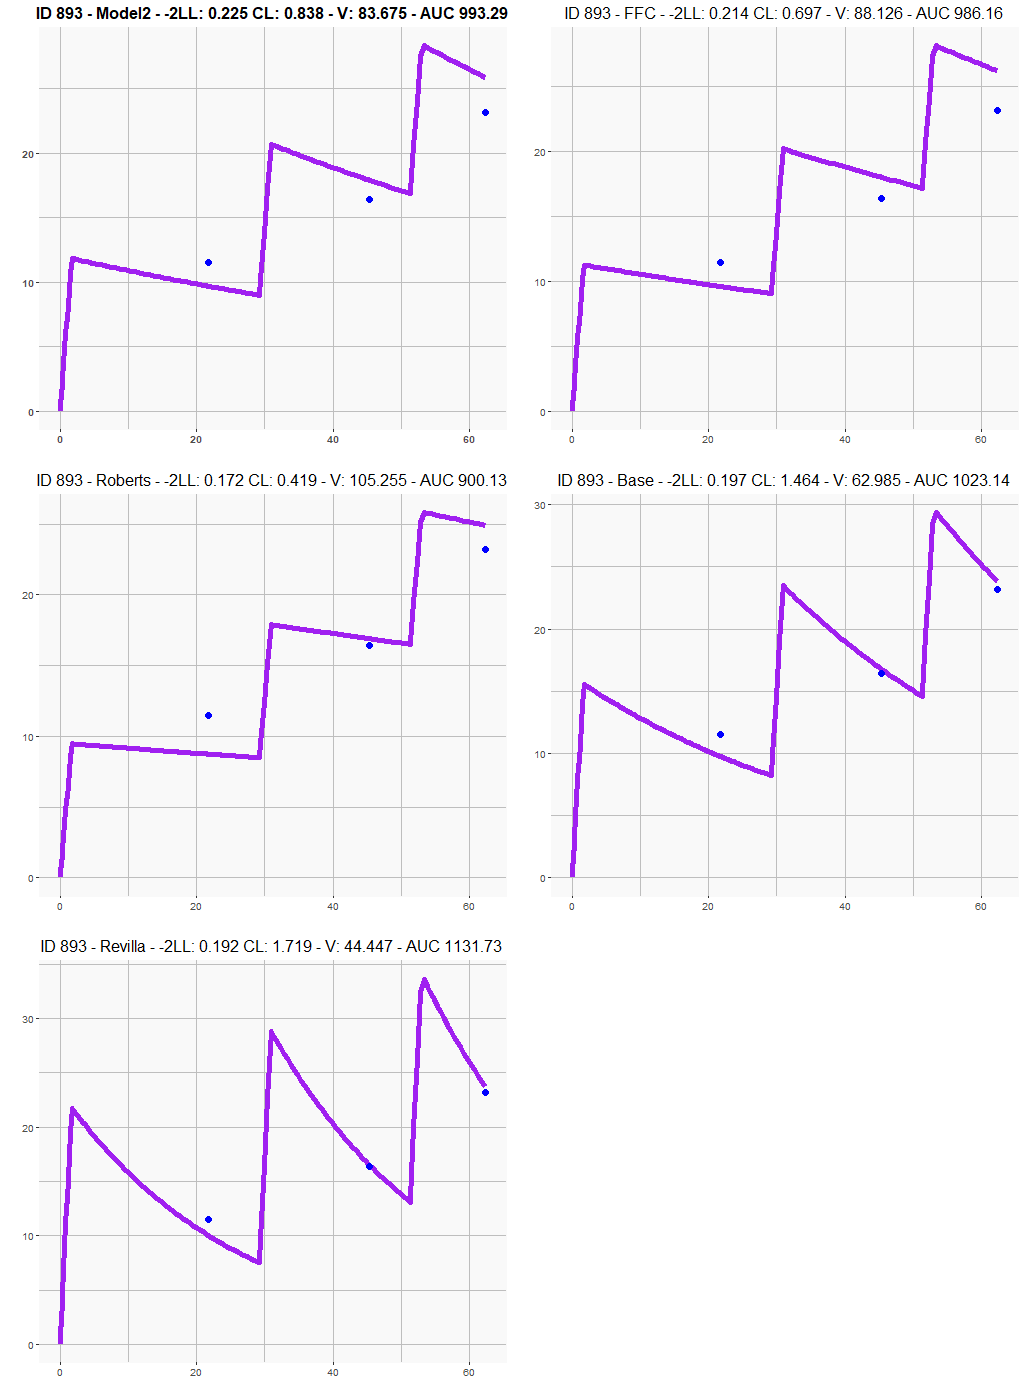 ID 893 - Model2 - -2LL: 0.225 CL: 0.838 - V: 83.675 - AUC 993.29
20
10
0
0 20 40 60
ID 893 - FFC - -2LL: 0.214 CL: 0.697 - V: 88.126 - AUC 986.16
20
10
0
0 20 40 60
ID 893 - Roberts - -2LL: 0.172 CL: 0.419 - V: 105.255 - AUC 900.13
20
10
0
0 20 40 60
ID 893 - Base - -2LL: 0.197 CL: 1.464 - V: 62.985 - AUC 1023.14
30
20
10
0
0 20 40 60
ID 893 - Revilla - -2LL: 0.192 CL: 1.719 - V: 44.447 - AUC 1131.73
30
20
10
0
0 20 40 60